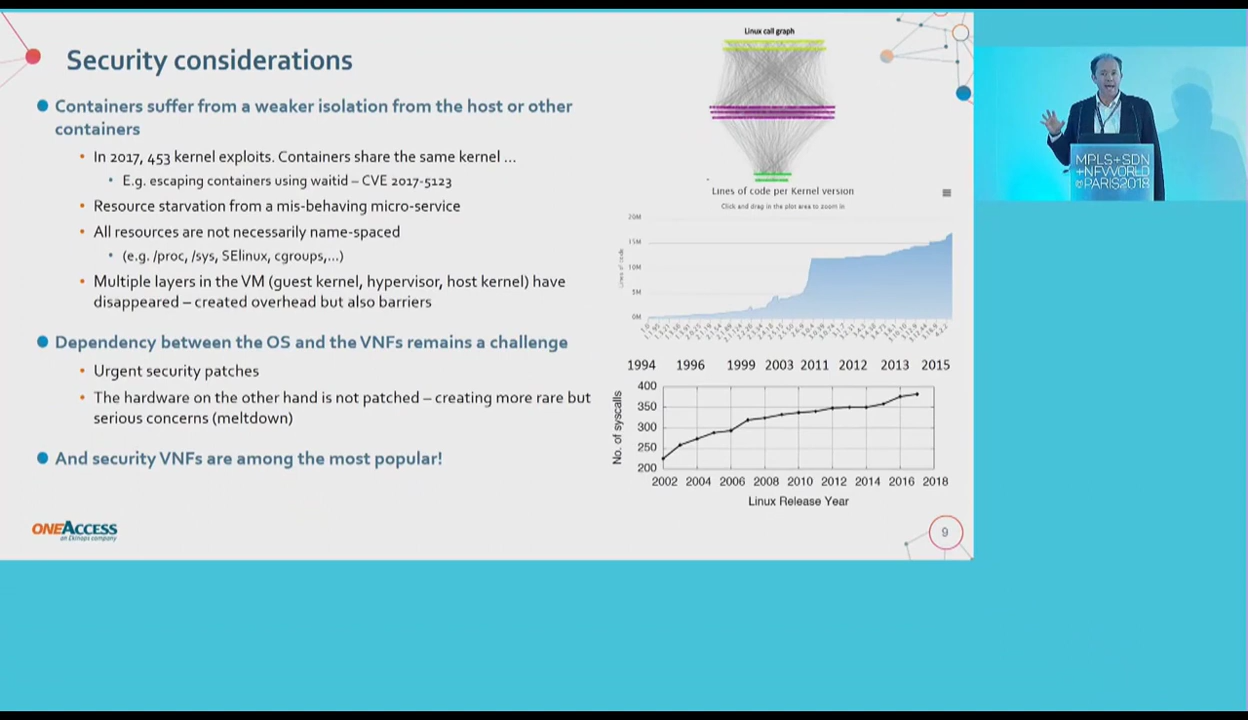 Security considerations
Containers suffer from a weaker isolation from the host or other
containers
In 2017, 453 kernel exploits. Containers share the same kernel ...
E.g. escaping containers using waitid – CVE 2017-5123
Resource starvation from a mis-behaving micro-service
All resources are not necessarily name-spaced
(e.g. /proc, /sys, SElinux, cgroups,...)
Multiple layers in the VM (guest kernel, hypervisor, host kernel) have
disappeared – created overhead but also barriers
Dependency between the OS and the VNFs remains a challenge
Urgent security patches
The hardware on the other hand is not patched – creating more rare but
serious concerns (meltdown)
And security VNFs are among the most popular!
ONEACCESS
an Ekinops company
Linux call graph
Lines of code per Kernel version
Click and drag in the plot area to zoom in
Lines of code
20M
15M
10M
5M
0M
1994 1996 1999 2003 2011 2012 2013 2015
No. of syscalls
400
350
300
250
200
2002 2004 2006 2008 2010 2012 2014 2016 2018
Linux Release Year
9
MPLS+SDN
+NFVWORLD
@PARIS2018